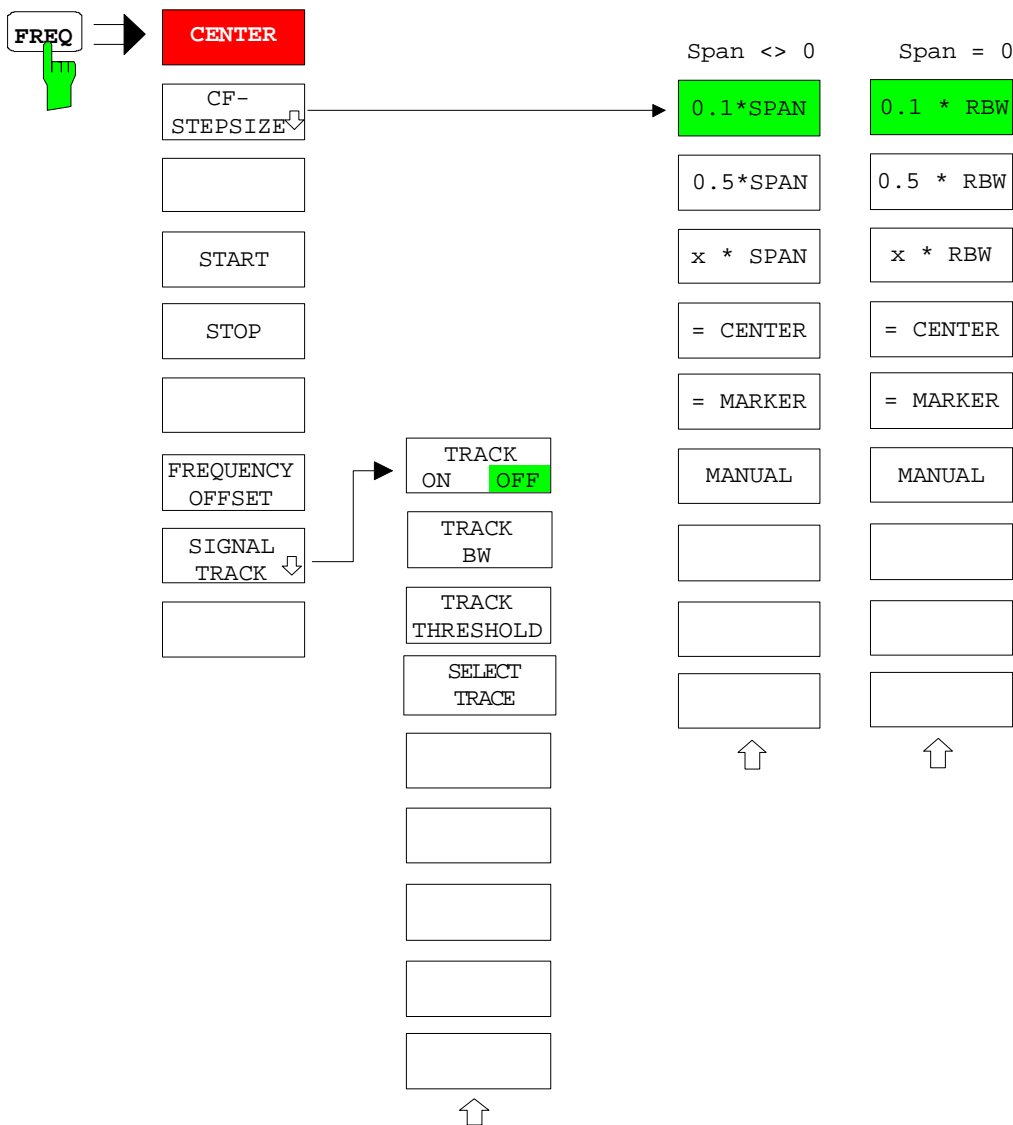 FREQ
CENTER
CF-
STEPSIZE
START
STOP
FREQUENCY
OFFSET
SIGNAL
TRACK
TRACK
ON OFF
TRACK
BW
TRACK
THRESHOLD
SELECT
TRACE
Span <> 0
0.1*SPAN
0.5*SPAN
x * SPAN
= CENTER
= MARKER
MANUAL
Span = 0
0.1 * RBW
0.5 * RBW
x * RBW
= CENTER
= MARKER
MANUAL